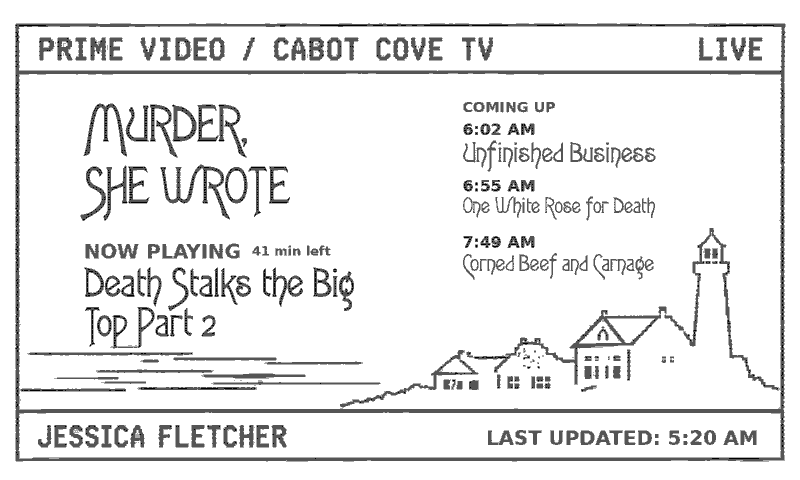 PRIME VIDEO / CABOT COVE TV
LIVE
MURDER,
SHE WROTE
NOW PLAYING 41 min left
Death Stalks the Big
Top Part 2
COMING UP
6:02 AM
Unfinished Business
6:55 AM
One White Rose for Death
7:49 AM
Corned Beef and Carnage
JESSICA FLETCHER
LAST UPDATED: 5:20 AM